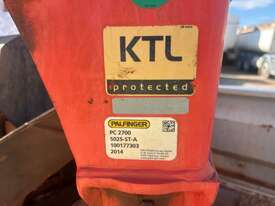 KTL
protected
PALFINGER
PC 2700
5025-ST-A
100177303
2014